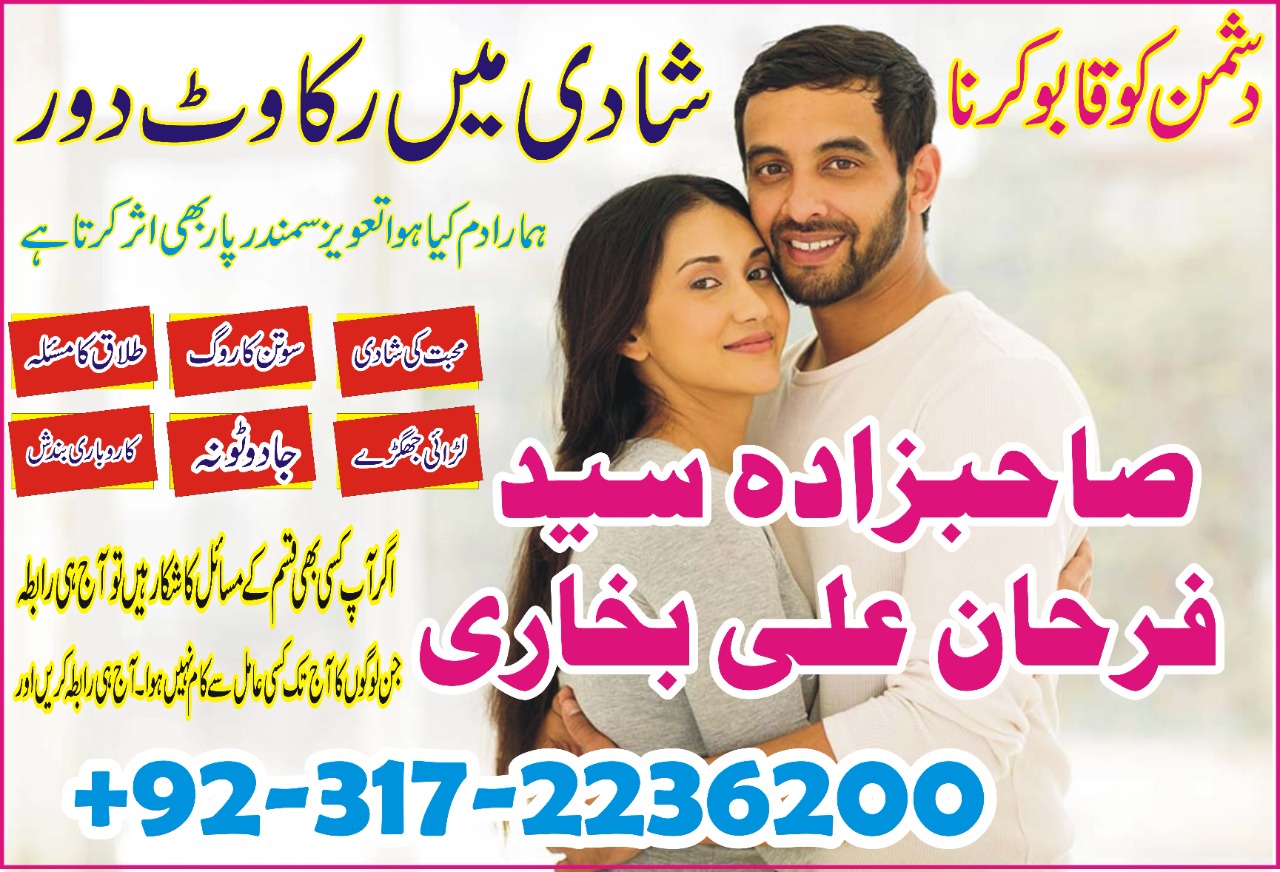 دشمن کو قابو کرنا
شادی میں رکاوٹ دور
ہمارا دم کیا ہوا تعویز سمندر پار بھی اثر کرتا ہے
محبت کی شادی
سوتن کا روگ
طلاق کا مسئلہ
لڑائی جھگڑے
جادو ٹونہ
کاروباری بندش
صاحبزادہ سید
فرحان علی بخاری
اگر آپ کسی بھی قسم کے مسائل کا شکار ہیں تو آج ہی رابطہ
جن لوگوں کا آج تک کسی عامل سے کام نہیں ہوا۔ آج ہی رابطہ کریں اور
+92-317-2236200